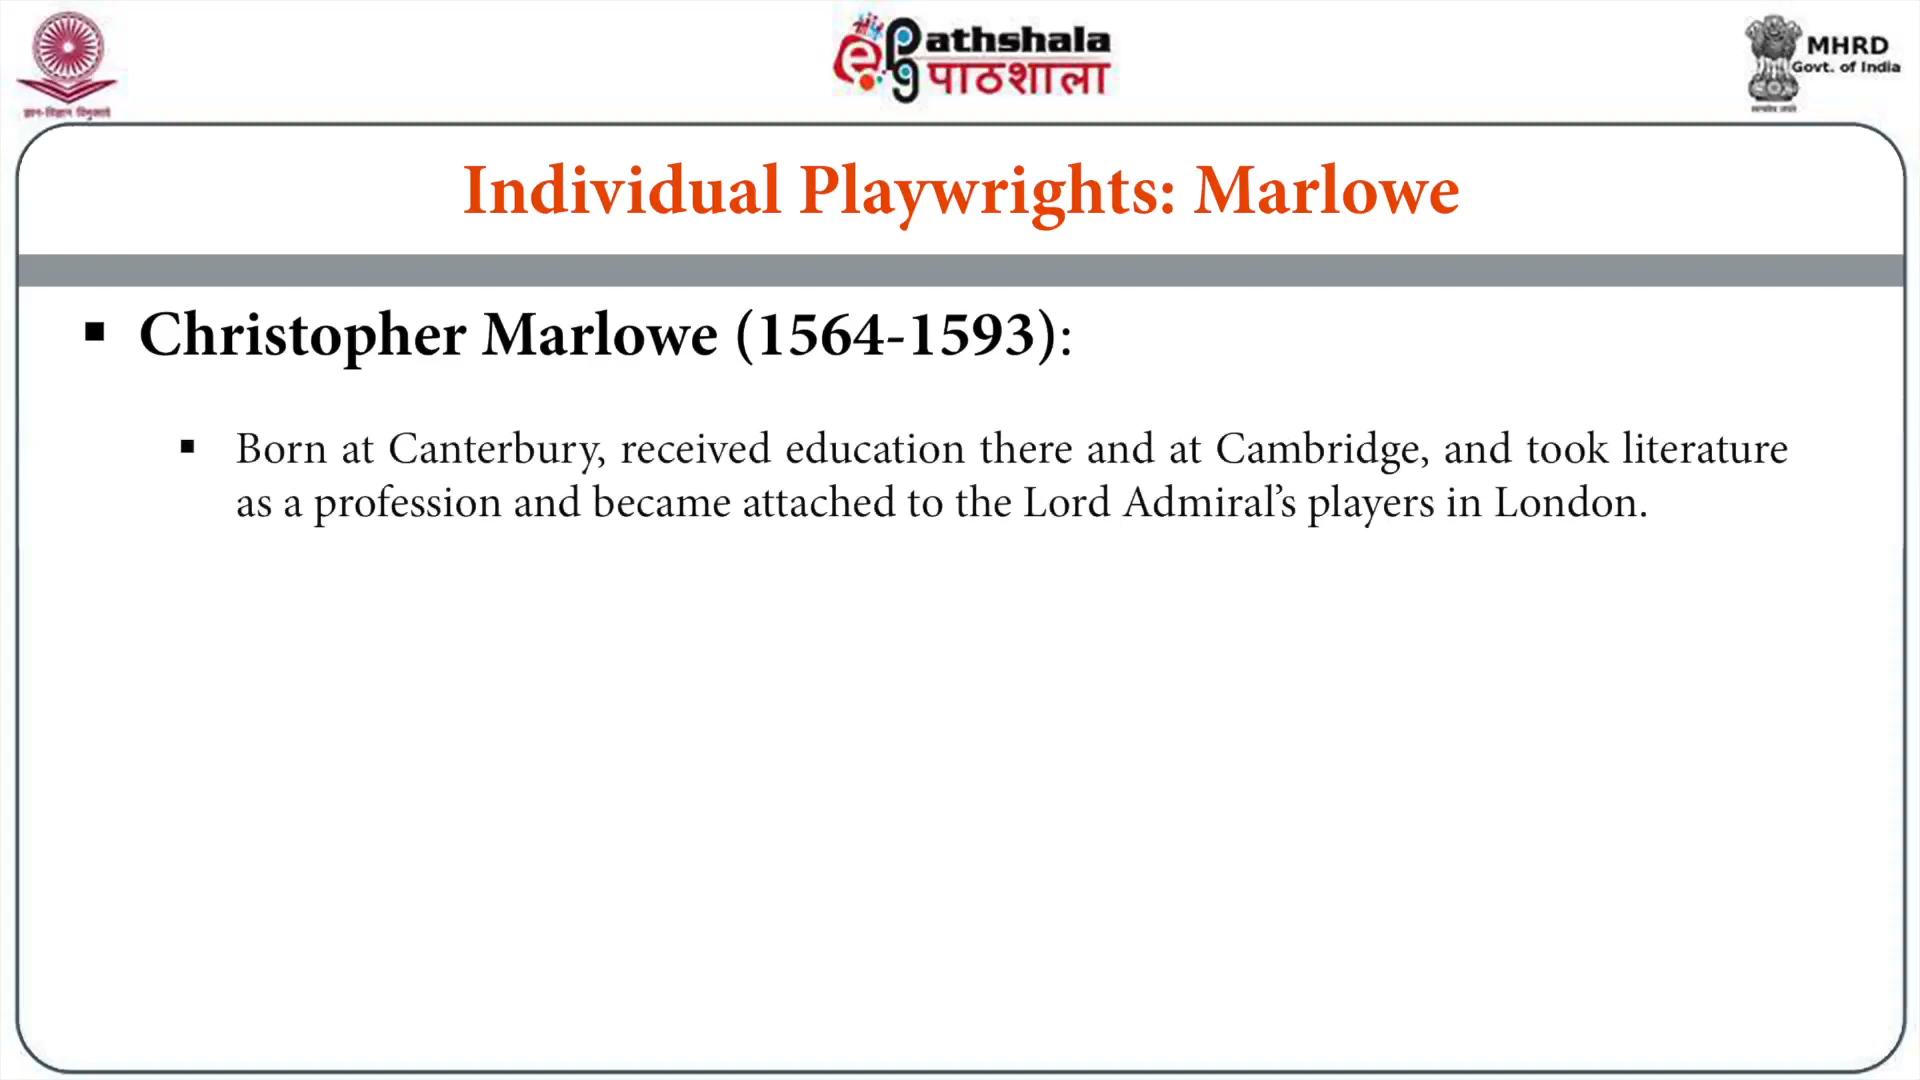 athshala
पाठशाला
MHRD
Govt. of India
Individual Playwrights: Marlowe
▪ Christopher Marlowe (1564-1593):
▪ Born at Canterbury, received education there and at Cambridge, and took literature
as a profession and became attached to the Lord Admiral’s players in London.